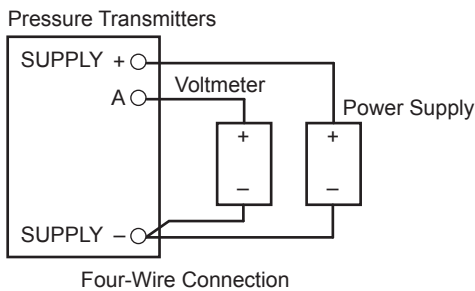 Pressure Transmitters
SUPPLY +
A
Voltmeter
Power Supply
+
+
–
–
SUPPLY –
Four-Wire Connection